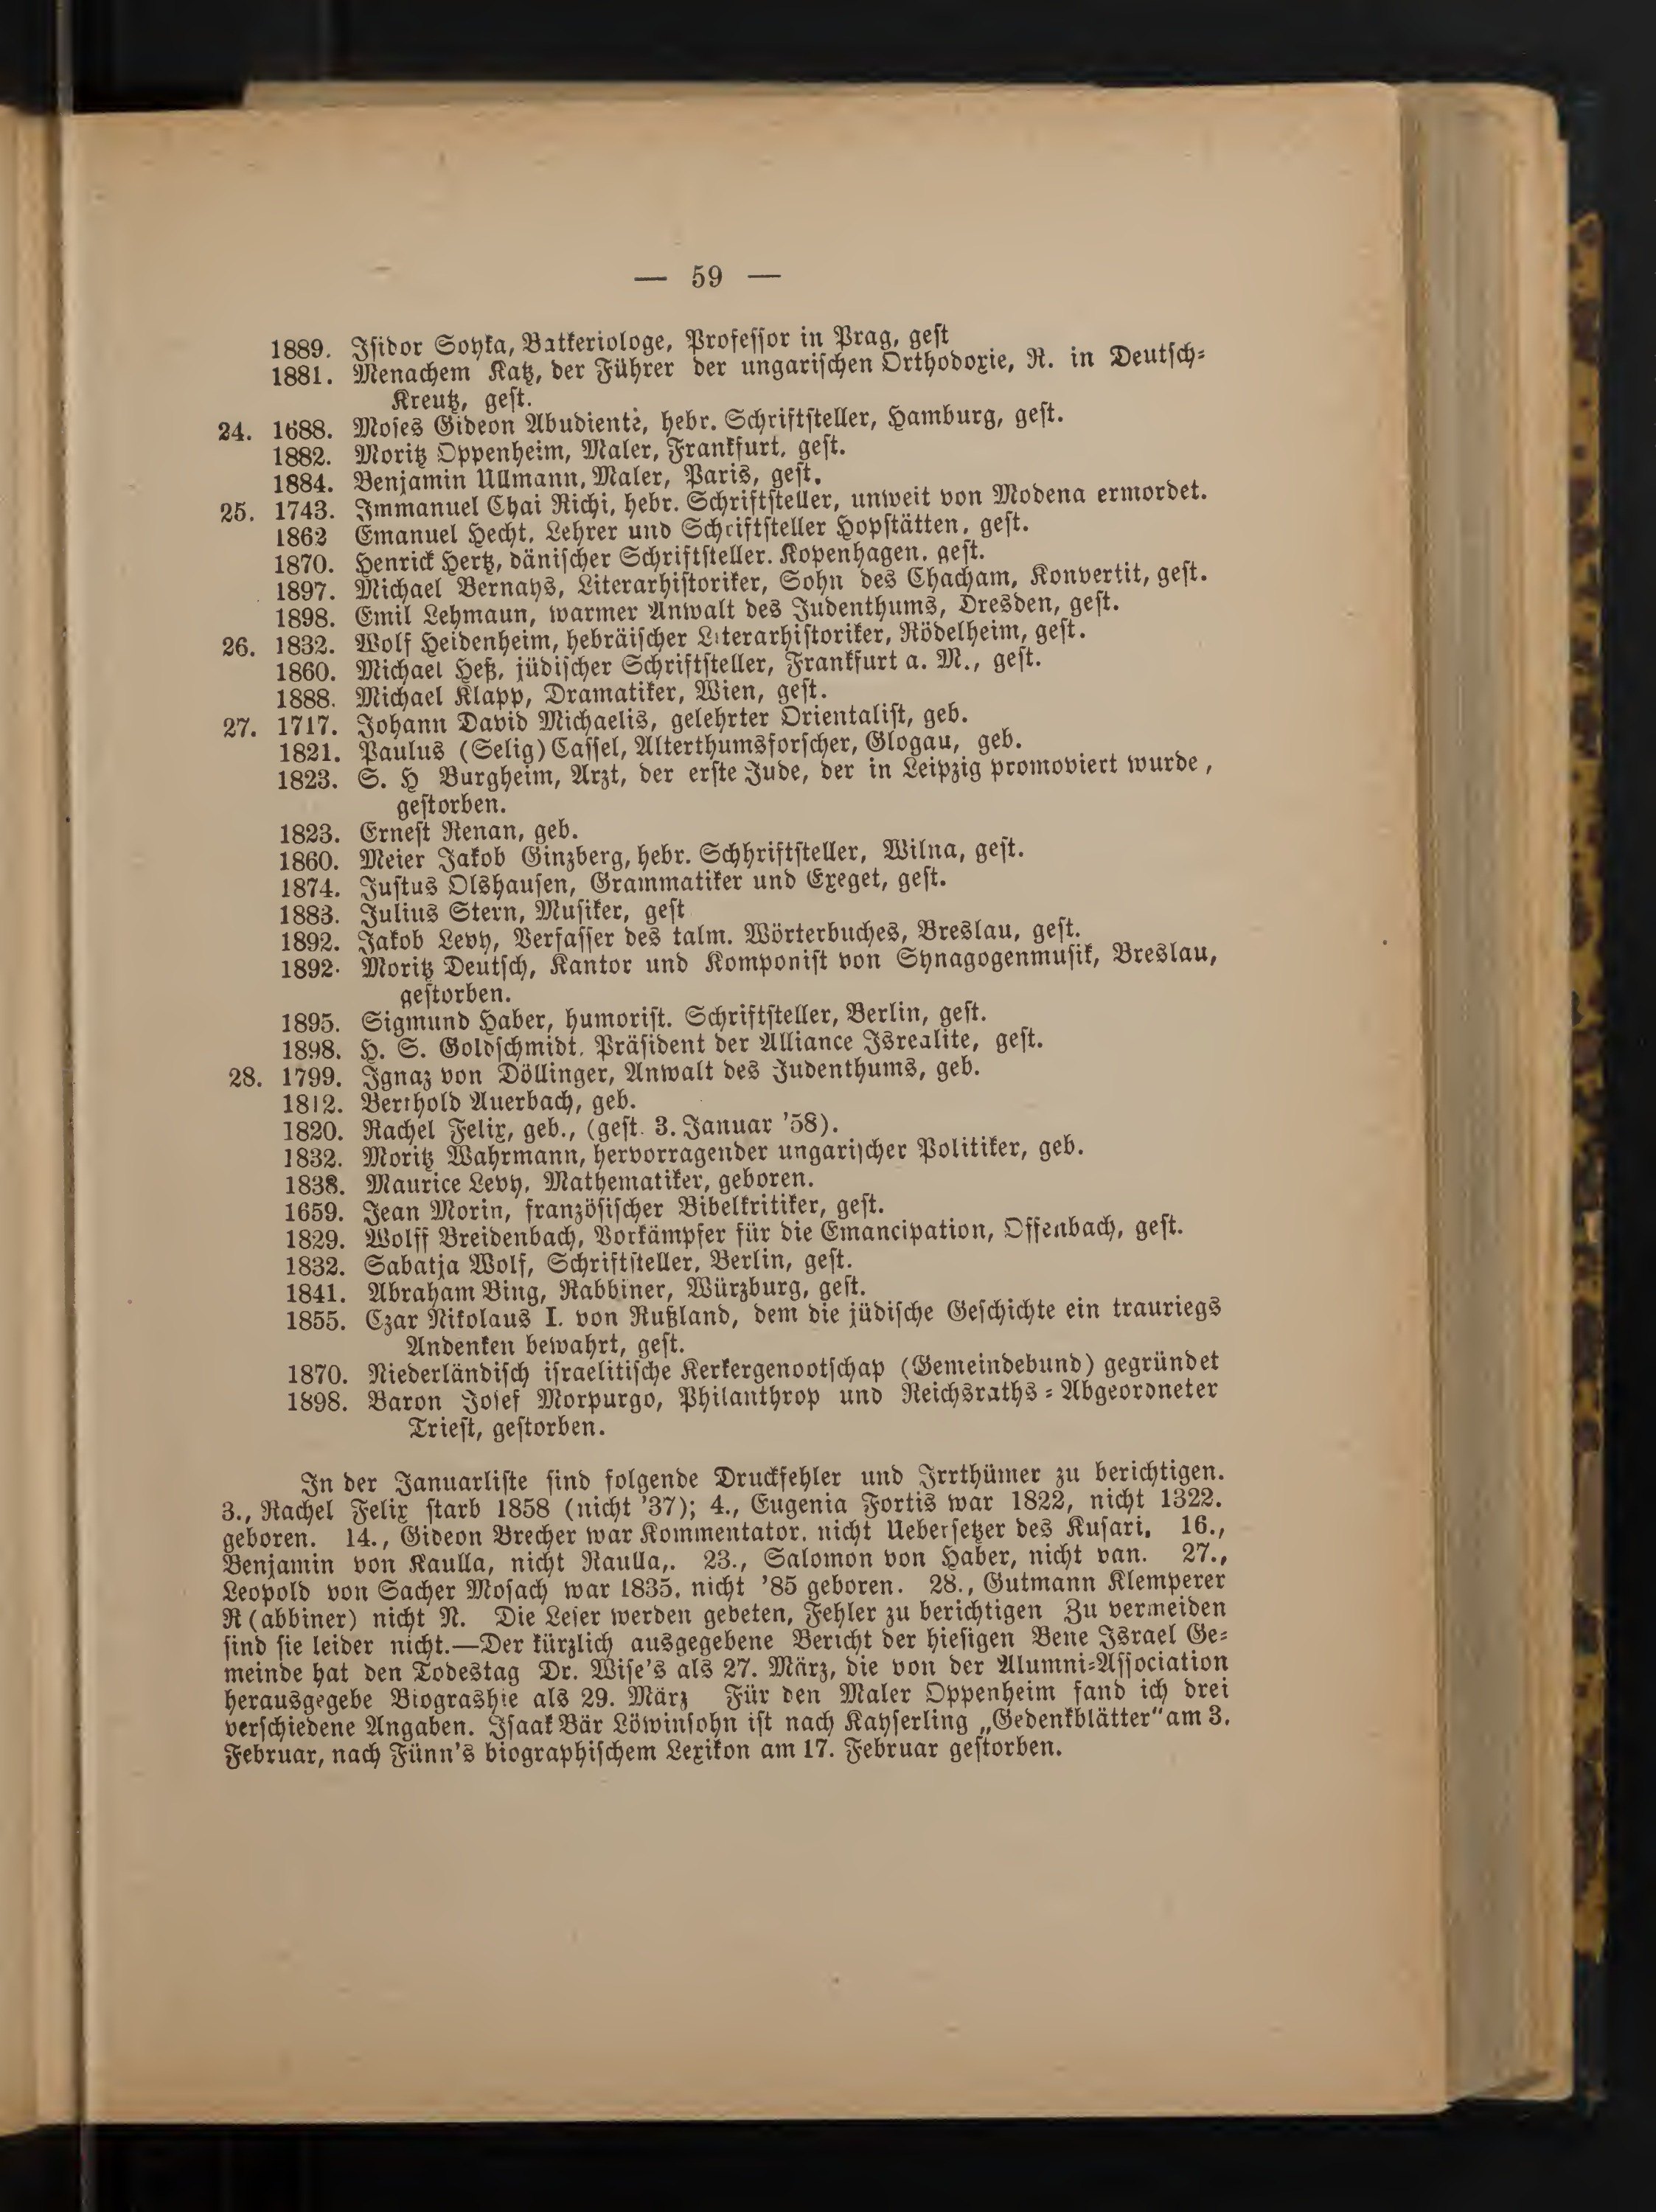 — 59 —
1889. Isidor Soyka, Batkeriologe, Professor in Prag, gest
1881. Menachem Katz, der Führer der ungarischen Orthodoxie, R. in Deutsch-
Kreutz, gest.
24. 1688. Moses Gideon Abudientè, hebr. Schriftsteller, Hamburg, gest.
1882. Moritz Oppenheim, Maler, Frankfurt, gest.
1884. Benjamin Ullmann, Maler, Paris, gest.
25. 1743. Immanuel Chai Richi, hebr. Schriftsteller, unweit von Modena ermordet.
1862 Emanuel Hecht, Lehrer und Schriftsteller Hopstätten, gest.
1870. Henrick Hertz, dänischer Schriftsteller. Kopenhagen. gest.
1897. Michael Bernays, Literarhistoriker, Sohn des Chacham, Konvertit, gest.
1898. Emil Lehmaun, warmer Anwalt des Judenthums, Dresden, gest.
26. 1832. Wolf Heidenheim, hebräischer Literarhistoriker, Rödelheim, gest.
1860. Michael Heß, jüdischer Schriftsteller, Frankfurt a. M., gest.
1888. Michael Klapp, Dramatiker, Wien, gest.
27. 1717. Johann David Michaelis, gelehrter Orientalist, geb.
1821. Paulus (Selig) Cassel, Alterthumsforscher, Glogau, geb.
1823. S. H Burgheim, Arzt, der erste Jude, der in Leipzig promoviert wurde,
gestorben.
1823. Ernest Renan, geb.
1860. Meier Jakob Ginzberg, hebr. Schhriftsteller, Wilna, gest.
1874. Justus Olshausen, Grammatiker und Exeget, gest.
1883. Julius Stern, Musiker, gest
1892. Jakob Levy, Verfasser des talm. Wörterbuches, Breslau, gest.
1892. Moritz Deutsch, Kantor und Komponist von Synagogenmusik, Breslau,
gestorben.
1895. Sigmund Haber, humorist. Schriftsteller, Berlin, gest.
1898. H. S. Goldschmidt, Präsident der Alliance Isrealite, gest.
28. 1799. Ignaz von Döllinger, Anwalt des Judenthums, geb.
1812. Berthold Auerbach, geb.
1820. Rachel Felix, geb., (gest. 3. Januar '58).
1832. Moritz Wahrmann, hervorragender ungarischer Politiker, geb.
1838. Maurice Levy, Mathematiker, geboren.
1659. Jean Morin, französischer Bibelkritiker, gest.
1829. Wolff Breidenbach, Vorkämpfer für die Emancipation, Offenbach, gest.
1832. Sabatja Wolf, Schriftsteller, Berlin, gest.
1841. Abraham Bing, Rabbiner, Würzburg, gest.
1855. Czar Nikolaus I. von Rußland, dem die jüdische Geschichte ein trauriegs
Andenken bewahrt, gest.
1870. Niederländisch israelitische Kerkergenootschap (Gemeindebund) gegründet
1898. Baron Josef Morpurgo, Philanthrop und Reichsraths-Abgeordneter
Triest, gestorben.
In der Januarliste sind folgende Druckfehler und Irrthümer zu berichtigen.
3., Rachel Felix starb 1858 (nicht '37); 4., Eugenia Fortis war 1822, nicht 1322.
geboren. 14., Gideon Brecher war Kommentator, nicht Uebersetzer des Kusari. 16.,
Benjamin von Kaulla, nicht Raulla,. 23., Salomon von Haber, nicht van. 27.,
Leopold von Sacher Mosach war 1835, nicht '85 geboren. 28., Gutmann Klemperer
R (abbiner) nicht N. Die Leser werden gebeten, Fehler zu berichtigen Zu vermeiden
sind sie leider nicht.—Der kürzlich ausgegebene Bericht der hiesigen Bene Israel Ge-
meinde hat den Todestag Dr. Wise's als 27. März, die von der Alumni-Association
herausgegebe Biograshie als 29. März Für den Maler Oppenheim fand ich drei
verschiedene Angaben. Isaak Bär Löwinsohn ist nach Kayserling „Gedenkblätter“ am 3.
Februar, nach Fünn's biographischem Lexikon am 17. Februar gestorben.